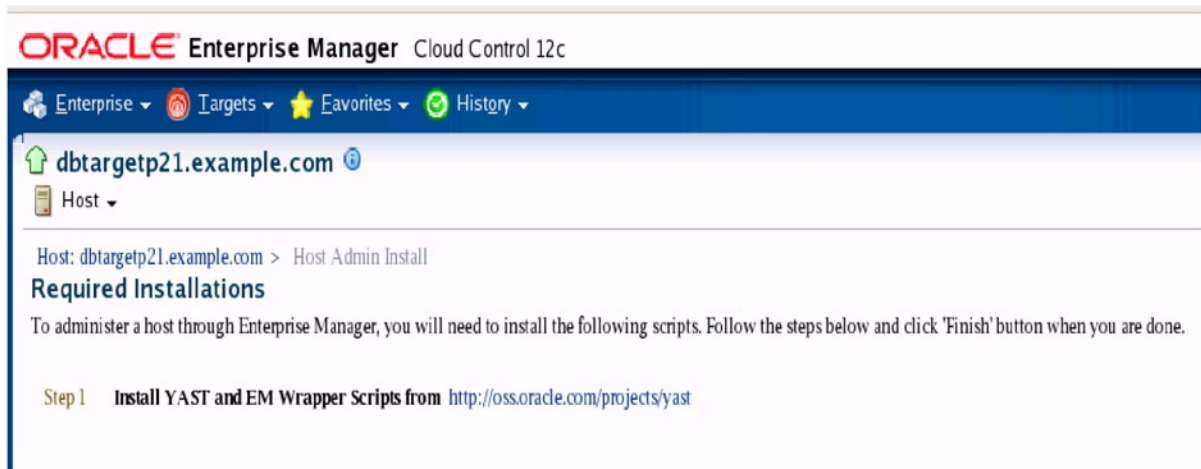 ORACLE Enterprise Manager Cloud Control 12c
Enterprise Targets Favorites History
dbtargetp21.example.com
Host
Host: dbtargetp21.example.com > Host Admin Install
Required Installations
To administer a host through Enterprise Manager, you will need to install the following scripts. Follow the steps below and click 'Finish' button when you are done.
Step 1 Install YAST and EM Wrapper Scripts from http://oss.oracle.com/projects/yast